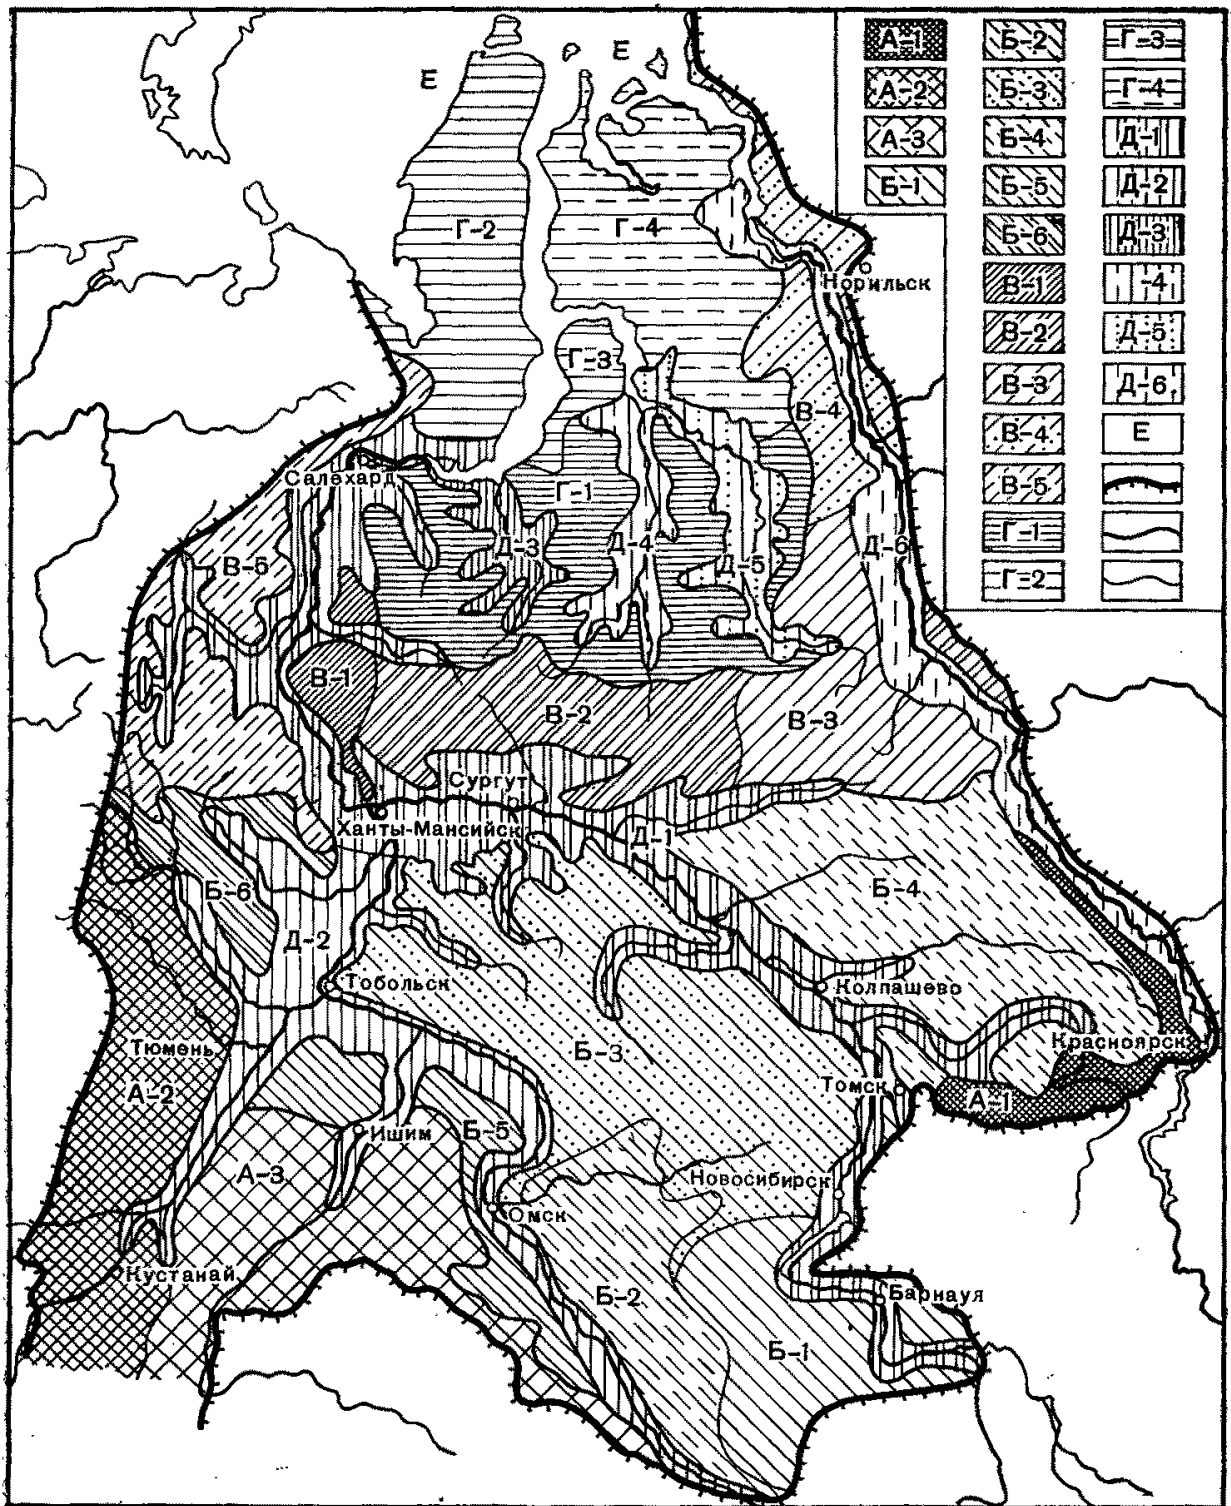 А-1 Б-2 Г-3
А-2 Б-3 Г-4
А-3 Б-4 Д-1
Б-1 Б-5 Д-2
Б-6 Д-3
В-1 -4
В-2 Д-5
В-3 Д-6
В-4 Е
В-5
Г-1
Г-2
Е Р Е
Г-2
Г-4
Норильск
Г-3
В-4
Салехард
Г-1
Д-3
Д-4
Д-5
Д-6
В-5
В-1
В-2
В-3
Сургут
Ханты-Мансийск
Д-1
Б-6
Б-4
Д-2
Тобольск
Колпашево
Тюмень
Б-3
Красноярск
А-2
Томск
А-1
Ишим
Б-5
А-3
Новосибирск
Омск
Кустанай
Б-2
Барнаул
Б-1